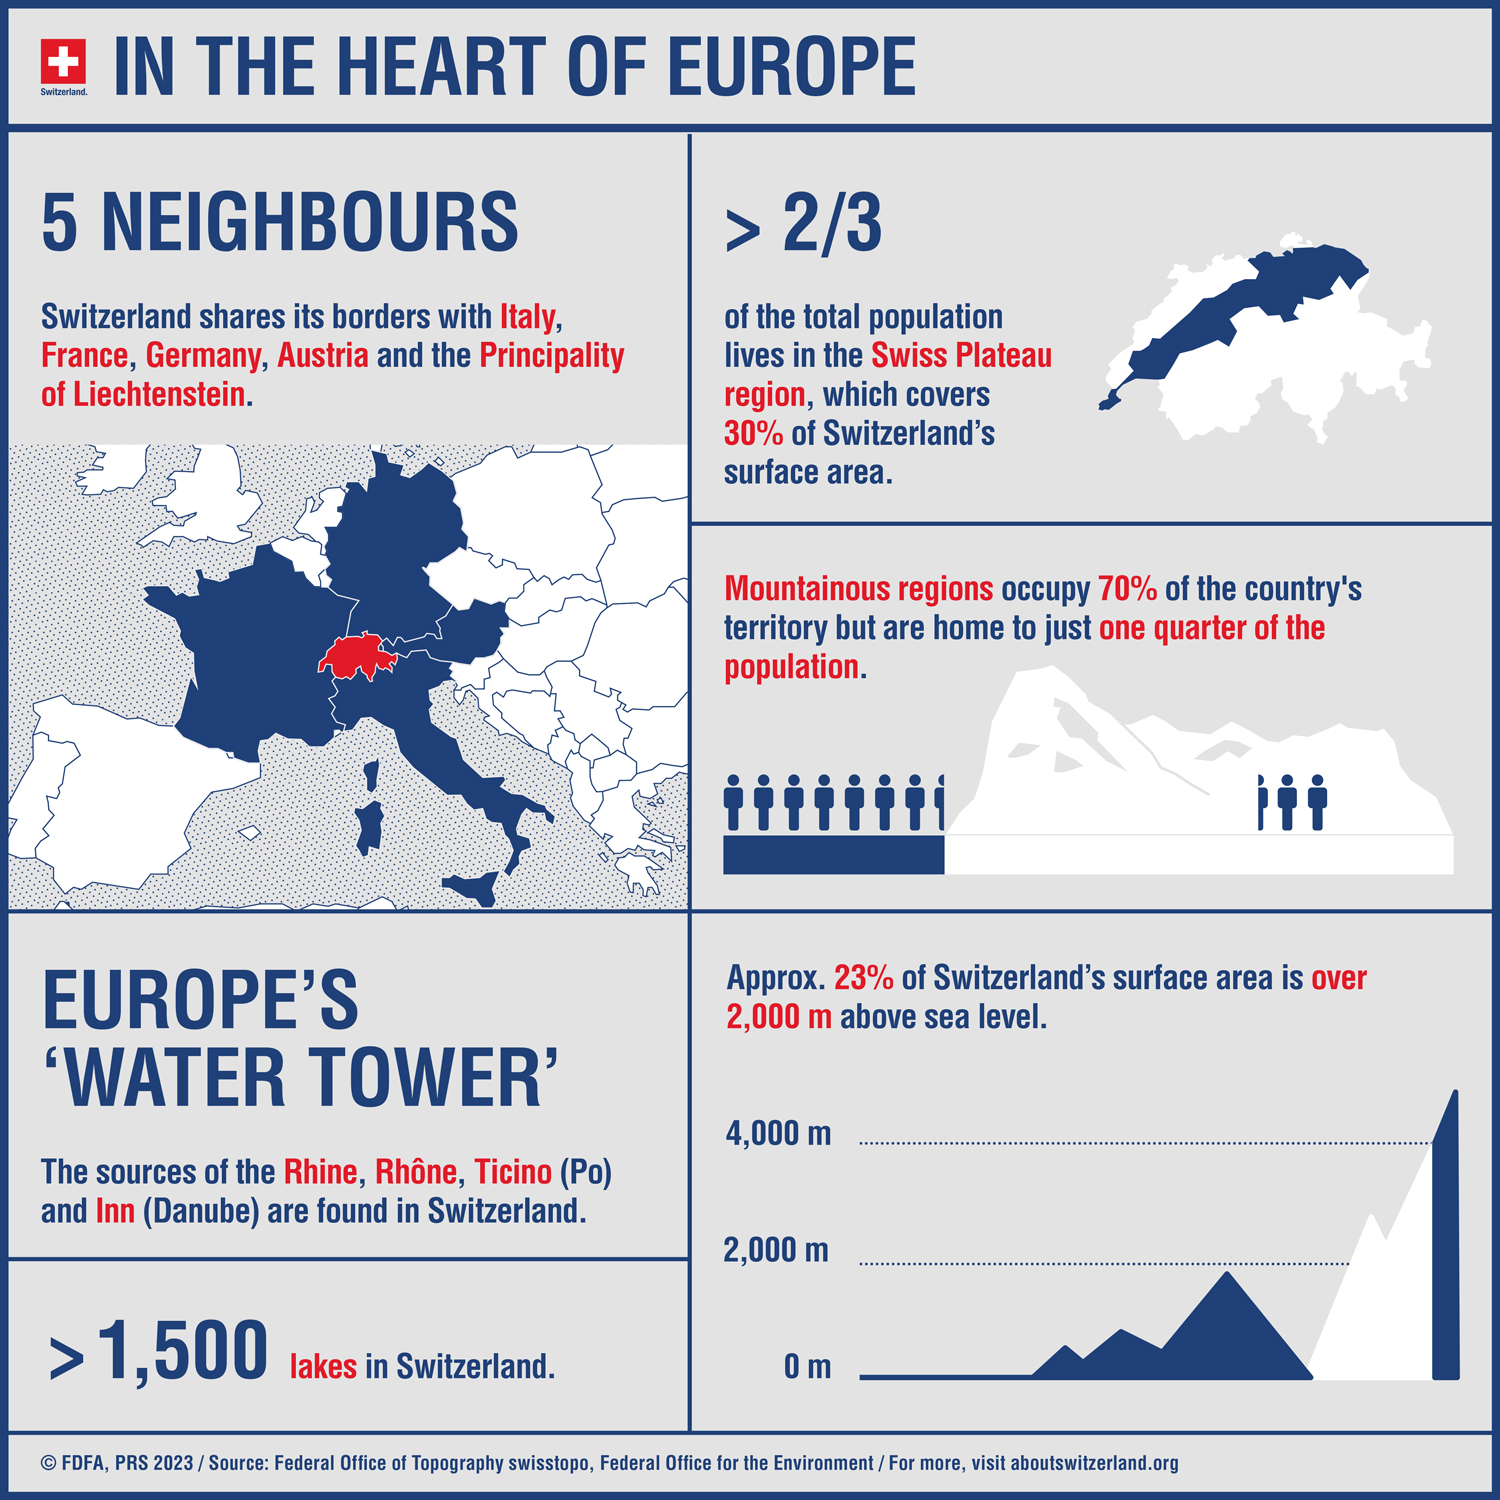 Switzerland.
IN THE HEART OF EUROPE
5 NEIGHBOURS
Switzerland shares its borders with Italy,
France, Germany, Austria and the Principality
of Liechtenstein.
> 2/3
of the total population
lives in the Swiss Plateau
region, which covers
30% of Switzerland’s
surface area.
Mountainous regions occupy 70% of the country's
territory but are home to just one quarter of the
population.
EUROPE’S
‘WATER TOWER’
The sources of the Rhine, Rhône, Ticino (Po)
and Inn (Danube) are found in Switzerland.
> 1,500 lakes in Switzerland.
Approx. 23% of Switzerland’s surface area is over
2,000 m above sea level.
4,000 m
2,000 m
0 m
© FDFA, PRS 2023 / Source: Federal Office of Topography swisstopo, Federal Office for the Environment / For more, visit aboutswitzerland.org